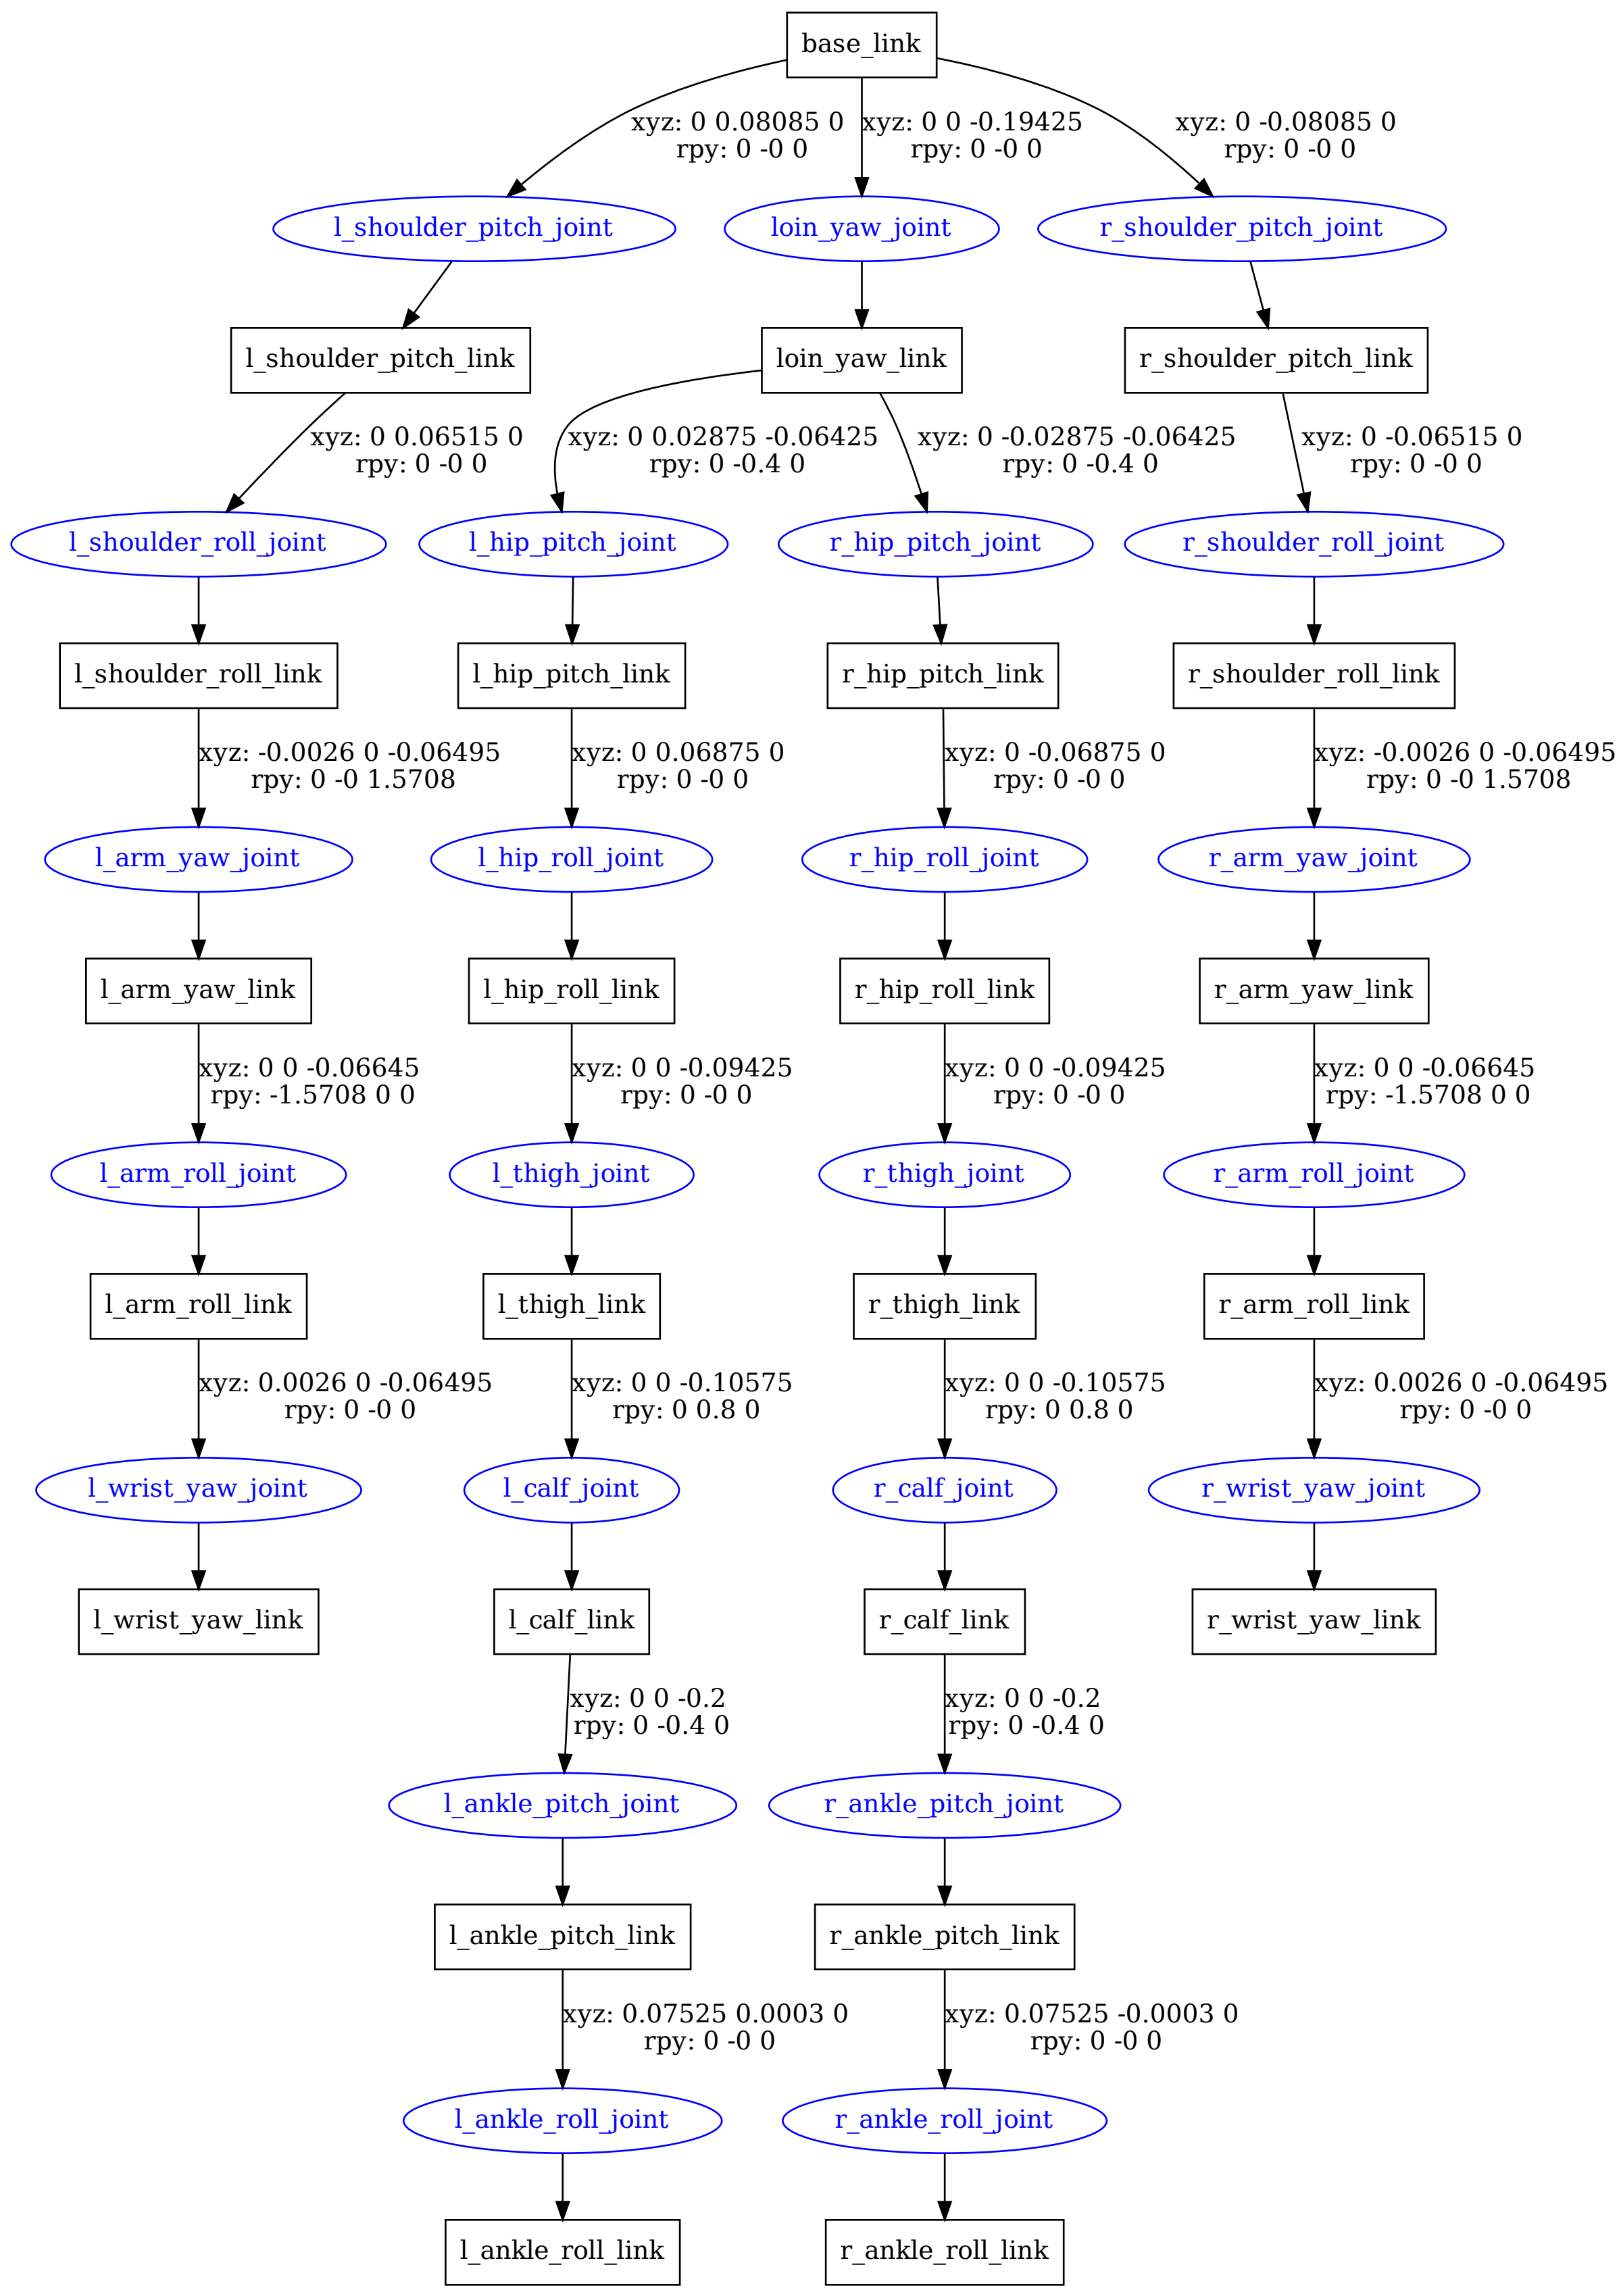 base_link
xyz: 0 0.08085 0
rpy: 0 -0 0
xyz: 0 0 -0.19425
rpy: 0 -0 0
xyz: 0 -0.08085 0
rpy: 0 -0 0
l_shoulder_pitch_joint
loin_yaw_joint
r_shoulder_pitch_joint
l_shoulder_pitch_link
loin_yaw_link
r_shoulder_pitch_link
xyz: 0 0.06515 0
rpy: 0 -0 0
xyz: 0 0.02875 -0.06425
rpy: 0 -0.4 0
xyz: 0 -0.02875 -0.06425
rpy: 0 -0.4 0
xyz: 0 -0.06515 0
rpy: 0 -0 0
l_shoulder_roll_joint
l_hip_pitch_joint
r_hip_pitch_joint
r_shoulder_roll_joint
l_shoulder_roll_link
l_hip_pitch_link
r_hip_pitch_link
r_shoulder_roll_link
xyz: -0.0026 0 -0.06495
rpy: 0 -0 1.5708
xyz: 0 0.06875 0
rpy: 0 -0 0
xyz: 0 -0.06875 0
rpy: 0 -0 0
xyz: -0.0026 0 -0.06495
rpy: 0 -0 1.5708
l_arm_yaw_joint
l_hip_roll_joint
r_hip_roll_joint
r_arm_yaw_joint
l_arm_yaw_link
l_hip_roll_link
r_hip_roll_link
r_arm_yaw_link
xyz: 0 0 -0.06645
rpy: -1.5708 0 0
xyz: 0 0 -0.09425
rpy: 0 -0 0
xyz: 0 0 -0.09425
rpy: 0 -0 0
xyz: 0 0 -0.06645
rpy: -1.5708 0 0
l_arm_roll_joint
l_thigh_joint
r_thigh_joint
r_arm_roll_joint
l_arm_roll_link
l_thigh_link
r_thigh_link
r_arm_roll_link
xyz: 0.0026 0 -0.06495
rpy: 0 -0 0
xyz: 0 0 -0.10575
rpy: 0 0.8 0
xyz: 0 0 -0.10575
rpy: 0 0.8 0
xyz: 0.0026 0 -0.06495
rpy: 0 -0 0
l_wrist_yaw_joint
l_calf_joint
r_calf_joint
r_wrist_yaw_joint
l_wrist_yaw_link
l_calf_link
r_calf_link
r_wrist_yaw_link
xyz: 0 0 -0.2
rpy: 0 -0.4 0
xyz: 0 0 -0.2
rpy: 0 -0.4 0
l_ankle_pitch_joint
r_ankle_pitch_joint
l_ankle_pitch_link
r_ankle_pitch_link
xyz: 0.07525 0.0003 0
rpy: 0 -0 0
xyz: 0.07525 -0.0003 0
rpy: 0 -0 0
l_ankle_roll_joint
r_ankle_roll_joint
l_ankle_roll_link
r_ankle_roll_link